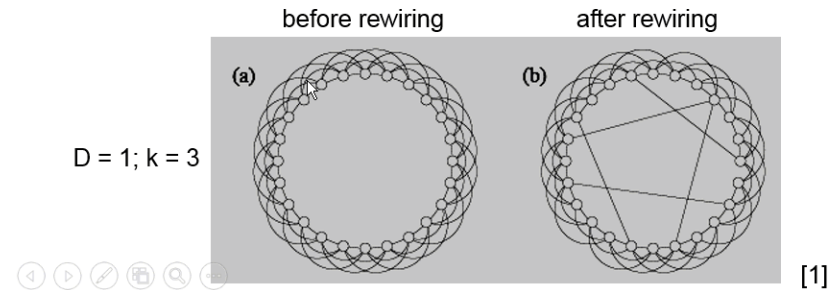 before rewiring
after rewiring
(a)
(b)
D = 1; k = 3
[1]